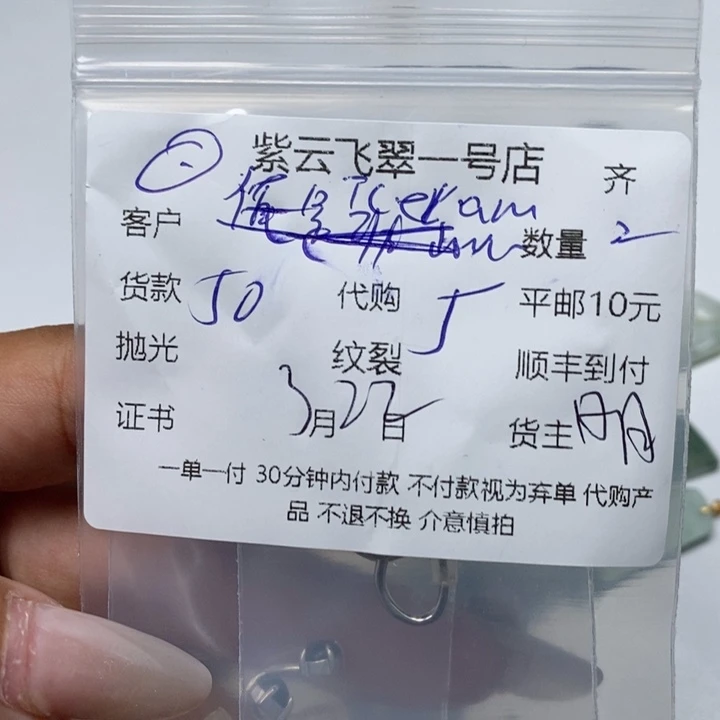 紫云飞翠一号店 齐
客户 数量 2
货款 50 代购 5 平邮10元
抛光 纹裂 顺丰到付
证书 3月22日 货主
一单一付 30分钟内付款 不付款视为弃单 代购产
品 不退不换 介意慎拍